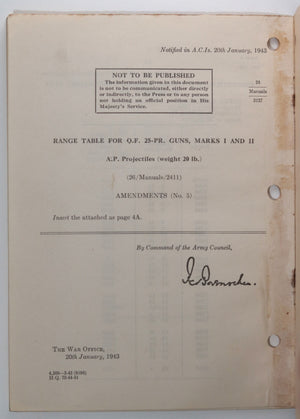 Notified in A.C.Is. 20th January, 1943
NOT TO BE PUBLISHED
The information given in this document
is not to be communicated, either directly
or indirectly, to the Press or to any person
not holding an official position in His
Majesty's Service.
26
Manuals
3127
RANGE TABLE FOR Q.F. 25-PR. GUNS, MARKS I AND II
A.P. Projectiles (weight 20 lb.)
(26/Manuals/2411)
AMENDMENTS (No. 5)
Insert the attached as page 4A.
By Command of the Army Council,
THE WAR OFFICE,
20th January, 1943